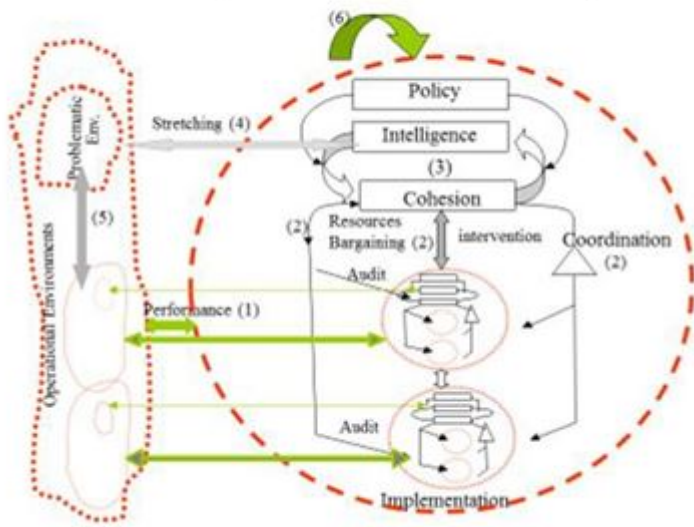 (6)
Policy
Stretching (4)
Intelligence
Problematic
Env.
(3)
Cohesion
(5)
(2)
Resources
Bargaining (2)
intervention
Coordination
(2)
Audit
Operational Environments
Performance (1)
Audit
Implementation